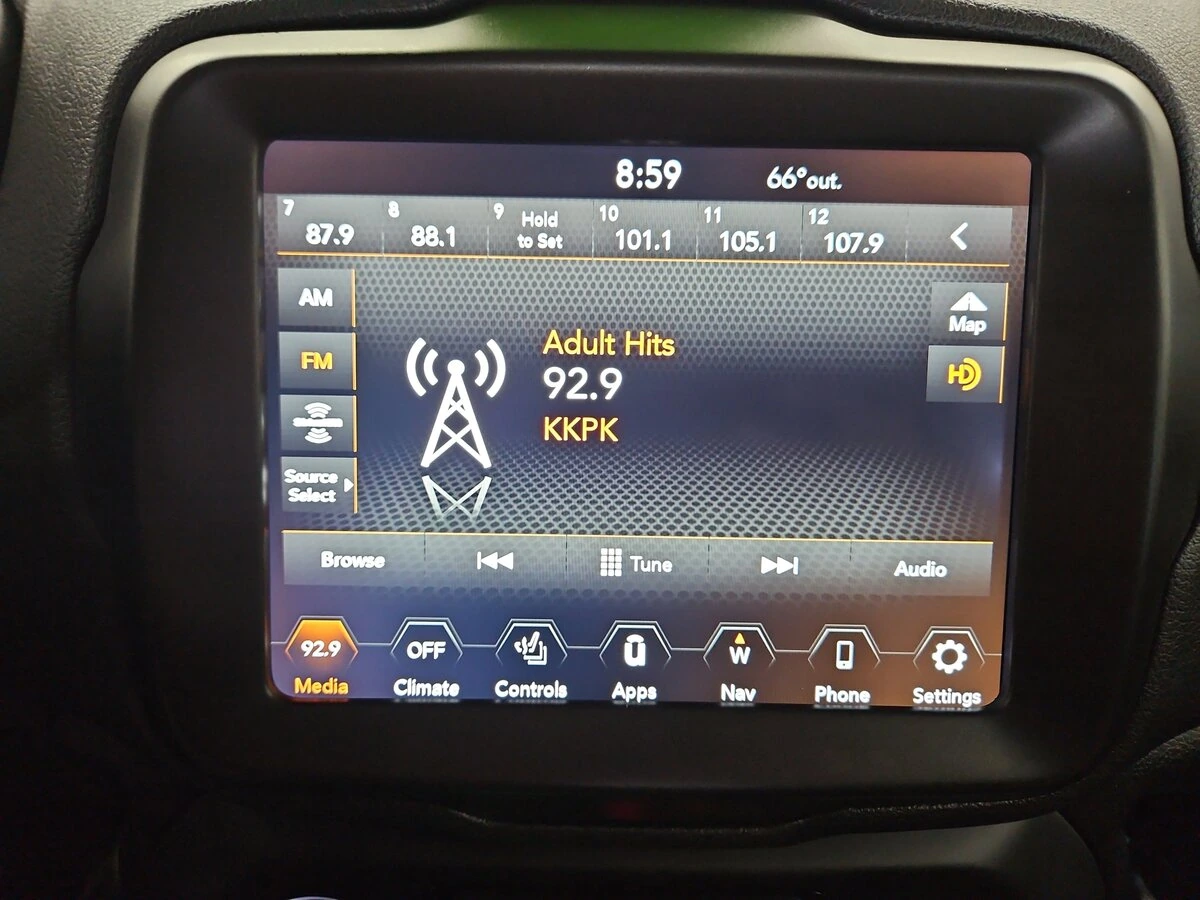 8:59 66°out.
7 8 9 Hold 10 11 12
87.9 88.1 to Set 101.1 105.1 107.9
AM
Map
Adult Hits
FM 92.9 HD
KKPK
Source
Select
Browse Tune Audio
92.9 OFF u W
Media Climate Controls Apps Nav Phone Settings